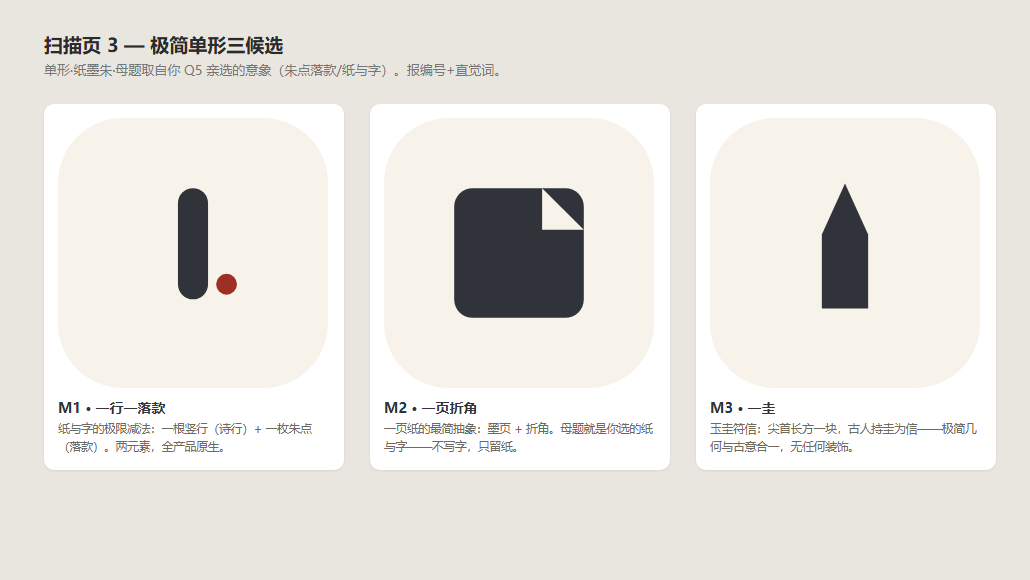 扫描页 3 — 极简单形三候选
单形·纸墨朱·母题取自你 Q5 亲选的意象（朱点落款/纸与字）。报编号+直觉词。
M1 • 一行一落款
纸与字的极限减法：一根竖行（诗行）+ 一枚朱点
（落款）。两元素，全产品原生。
M2 • 一页折角
一页纸的最简抽象：墨页 + 折角。母题就是你选的纸
与字——不写字，只留纸。
M3 • 一圭
玉圭符信：尖首长方一块，古人持圭为信——极简几
何与古意合一，无任何装饰。